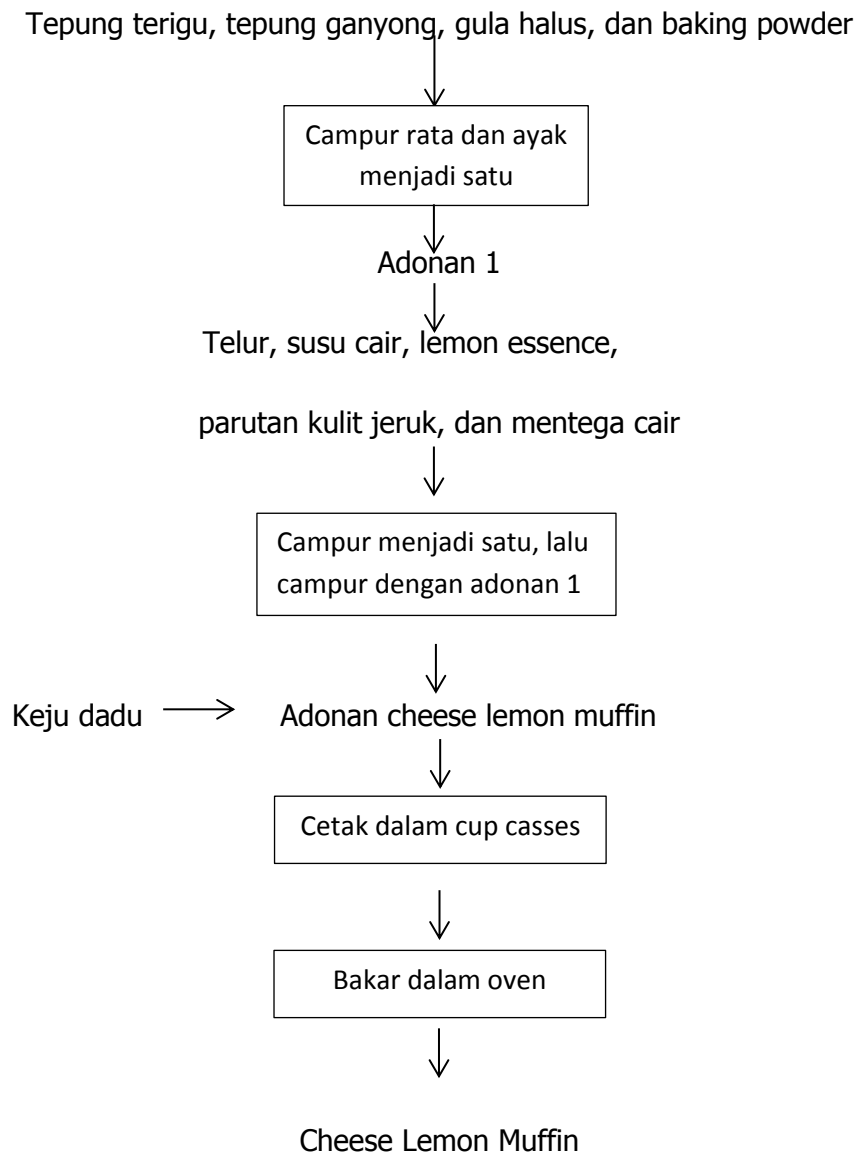 Tepung terigu, tepung ganyong, gula halus, dan baking powder
Campur rata dan ayak
menjadi satu
Adonan 1
Telur, susu cair, lemon essence,
parutan kulit jeruk, dan mentega cair
Campur menjadi satu, lalu
campur dengan adonan 1
Keju dadu
Adonan cheese lemon muffin
Cetak dalam cup casses
Bakar dalam oven
Cheese Lemon Muffin